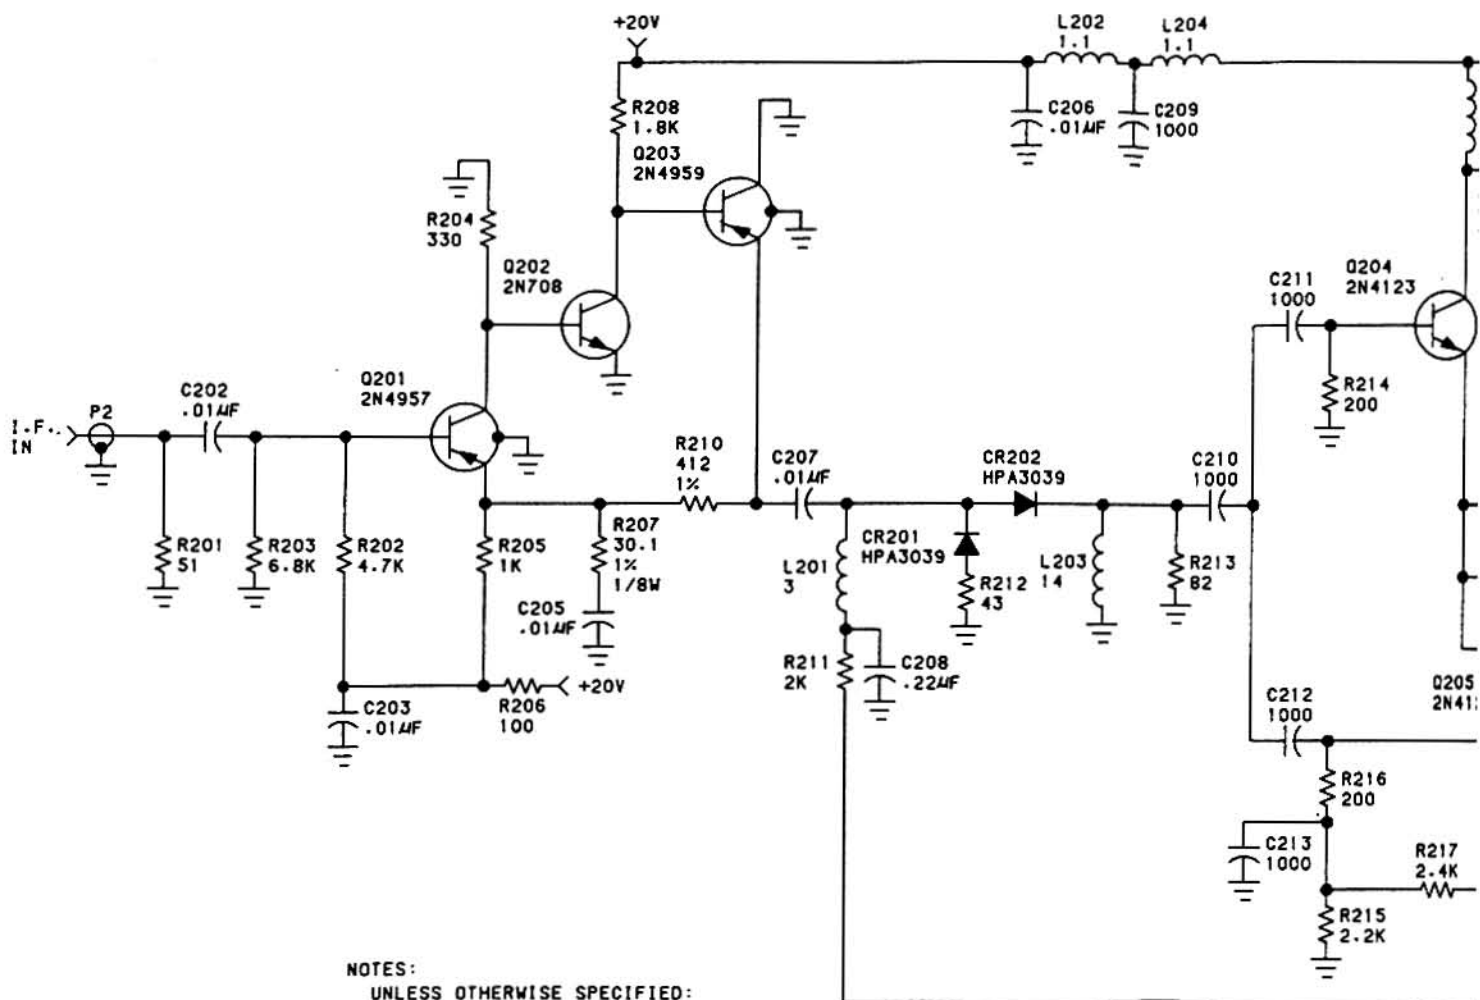 +20V
L202
1.1
L204
1.1
R208
1.8K
C206
.01µF
C209
1000
Q203
2N4959
R204
330
Q202
2N708
C211
1000
Q204
2N4123
Q201
2N4957
C202
.01µF
R214
200
I.F.
IN
P2
R210
412
1%
C207
.01µF
CR202
HPA3039
C210
1000
R201
51
R203
6.8K
R202
4.7K
R205
1K
R207
30.1
1%
1/8W
CR201
HPA3039
L201
3
R212
43
L203
14
R213
82
C205
.01µF
R211
2K
C208
.22µF
C203
.01µF
R206
100
+20V
C212
1000
Q205
2N41
R216
200
C213
1000
R217
2.4K
R215
2.2K
NOTES:
UNLESS OTHERWISE SPECIFIED: